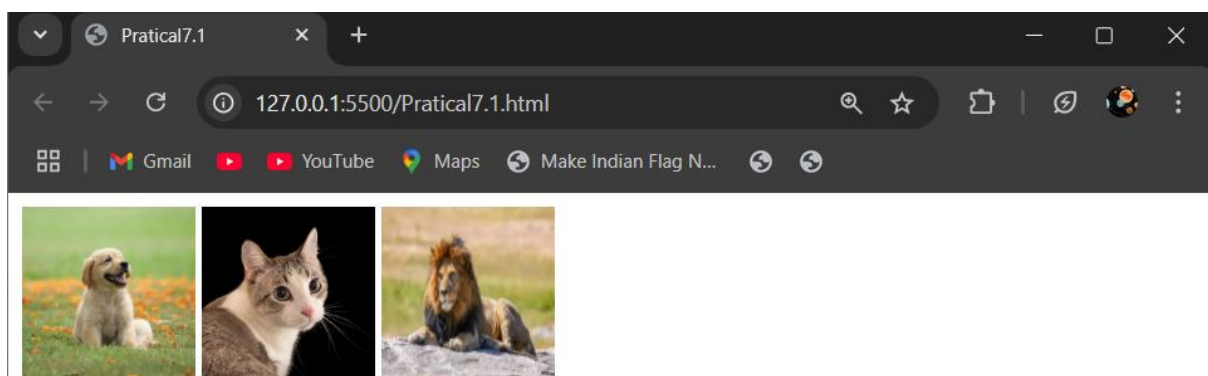 Pratical7.1
127.0.0.1:5500/Pratical7.1.html
Gmail YouTube Maps Make Indian Flag N...